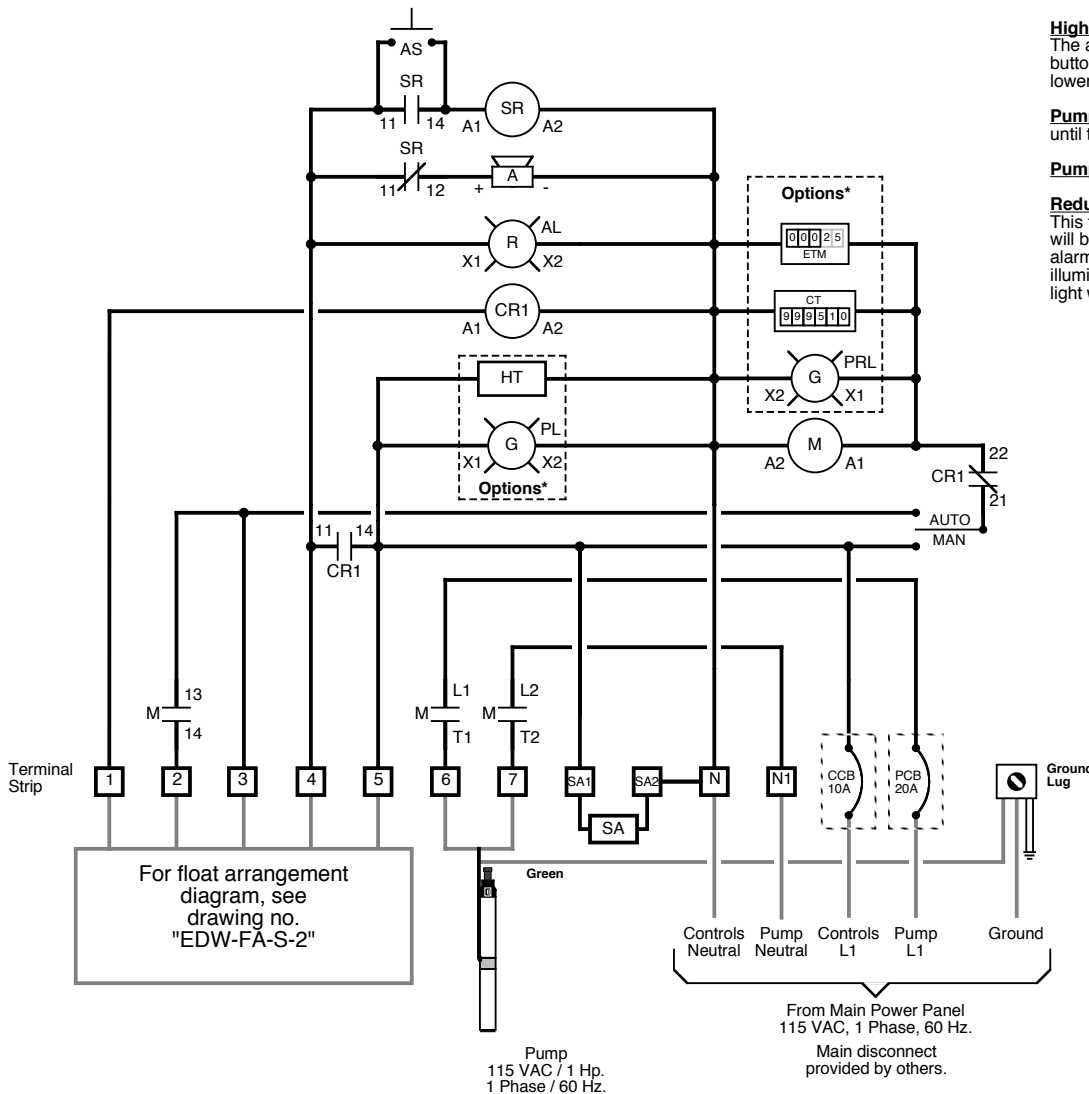 AS
SR
11 14
A1 SR A2
SR
11 12
+ A -
AL
R
X1 X2
CR1
A1 A2
HT
PL
G
X1 X2
Options*
Options*
0 0 0 2 5
ETM
CT
9 9 9 5 1 0
PRL
G
X2 X1
M
A2 A1
22
CR1
21
AUTO
MAN
11 14
CR1
13
M
14
L1
M
T1
L2
M
T2
Terminal
Strip
1 2 3 4 5 6 7 SA1 SA2 N N1
SA
CCB
10A
PCB
20A
Lug
Green
For float arrangement
diagram, see
drawing no.
"EDW-FA-S-2"
Controls
Neutral
Pump
Neutral
Controls
L1
Pump
L1
Ground
From Main Power Panel
115 VAC, 1 Phase, 60 Hz.
Main disconnect
provided by others.
Pump
115 VAC / 1 Hp.
1 Phase / 60 Hz.
High
The
lower
Pum
until
Pum
Redu
This
will b
alarm
illumi
light